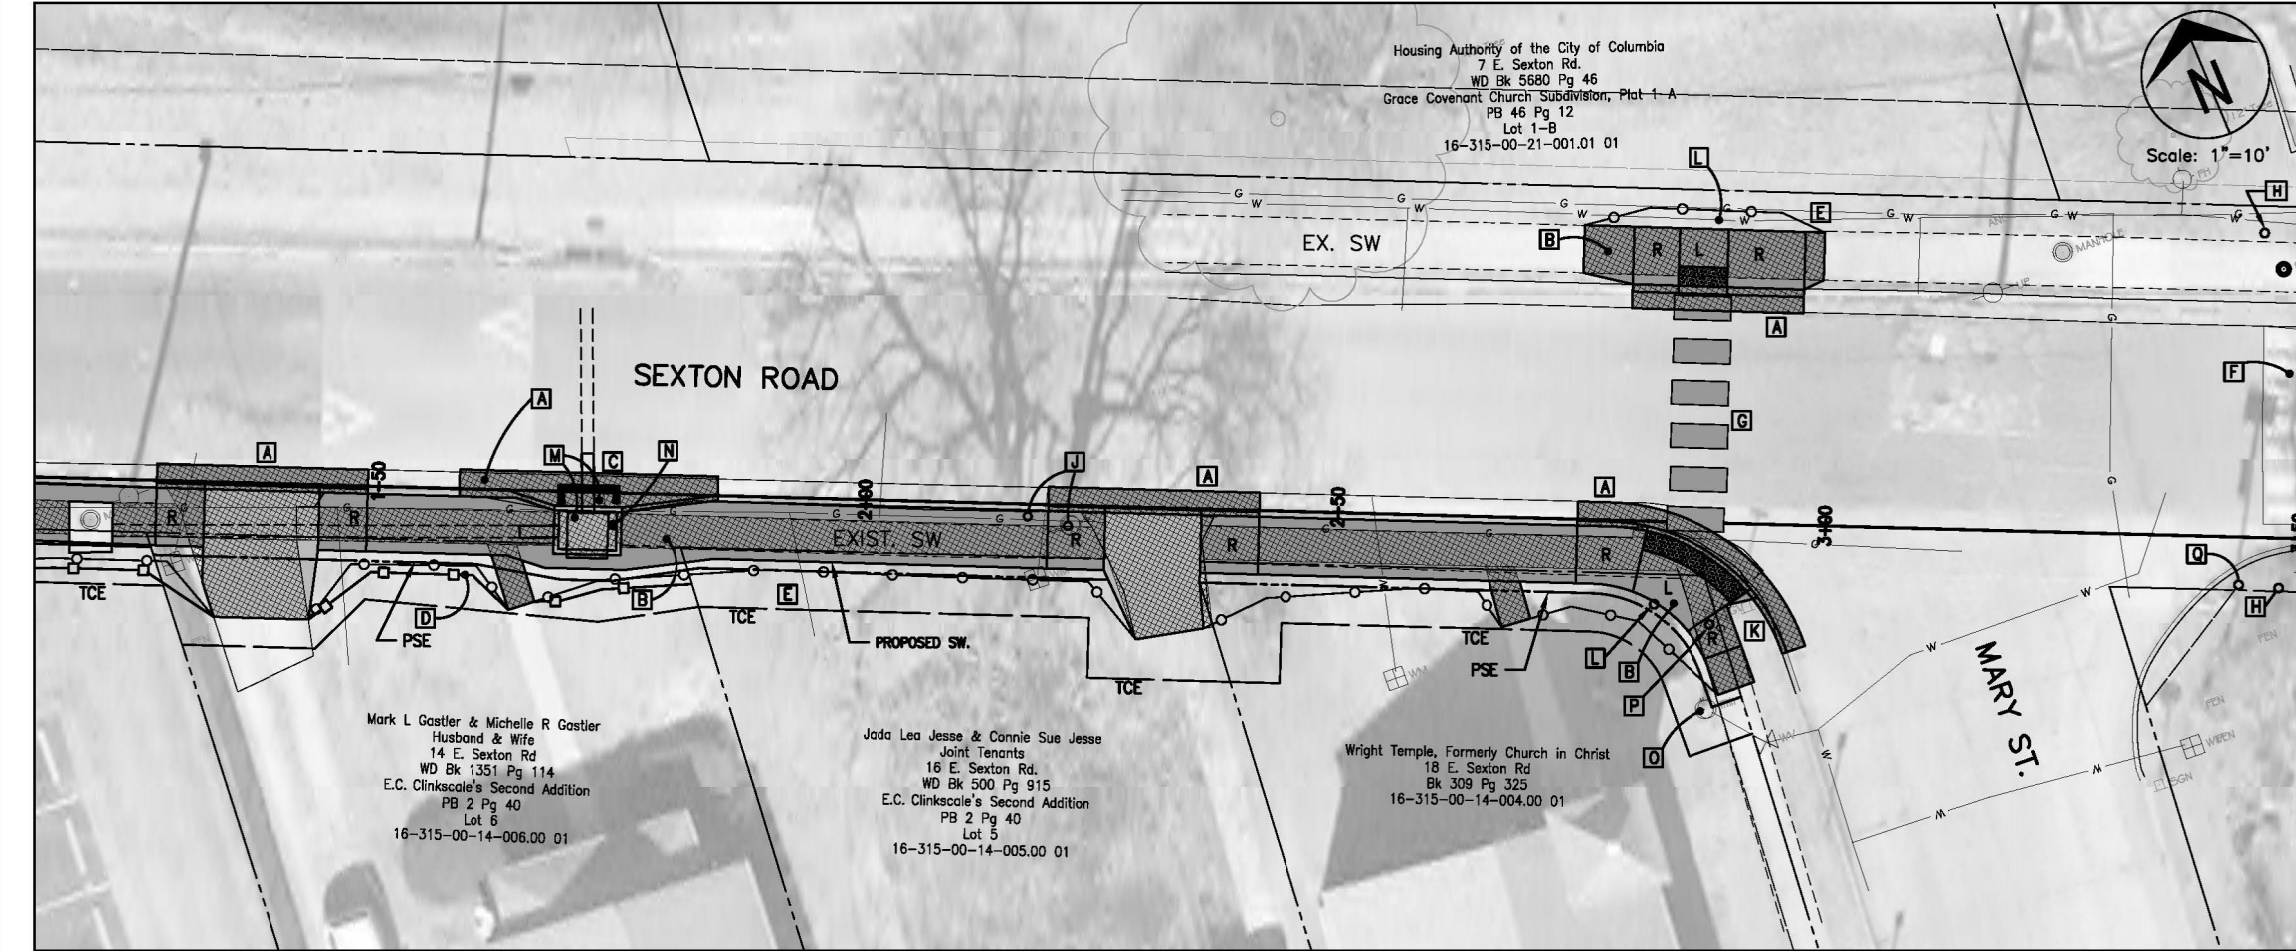 Housing Authority of the City of Columbia
7 E. Sexton Rd.
WD Bk 5680 Pg 46
Grace Covenant Church Subdivision, Plat 1-A
PB 46 Pg 12
Lot 1-B
16-315-00-21-001.01 01
N
Scale: 1"=10'
FH
L
H
E
G W G W G W G W G W G W G
EX. SW
B
R L R
MANHOLE
UP
A
G
SEXTON ROAD
F
G
A
M
C
N
J
A
A
A
1+50
2+00
2+50
3+00
R
R
EXIST. SW
R
R
R
G G G G G G G
TCE
D
PSE
B
TCE
E
PROPOSED SW.
TCE
TCE
PSE
L
B
P
L
R
K
O
Q
H
W
WM
FEN
FEN
SGN
MARY ST.
Mark L Gastler & Michelle R Gastler
Husband & Wife
14 E. Sexton Rd
WD Bk 1351 Pg 114
E.C. Clinkscale's Second Addition
PB 2 Pg 40
Lot 6
16-315-00-14-006.00 01
Jada Lea Jesse & Connie Sue Jesse
Joint Tenants
16 E. Sexton Rd.
WD Bk 500 Pg 915
E.C. Clinkscale's Second Addition
PB 2 Pg 40
Lot 5
16-315-00-14-005.00 01
Wright Temple, Formerly Church in Christ
18 E. Sexton Rd
Bk 309 Pg 325
16-315-00-14-004.00 01